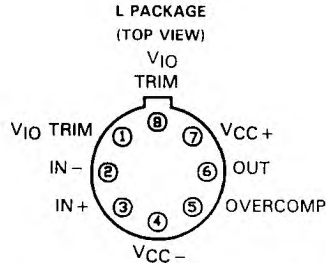 L PACKAGE
(TOP VIEW)
VIO
TRIM
VIO TRIM
1
8
7
VCC+
IN-
2
6
OUT
IN+
3
4
5
OVERCOMP
VCC-